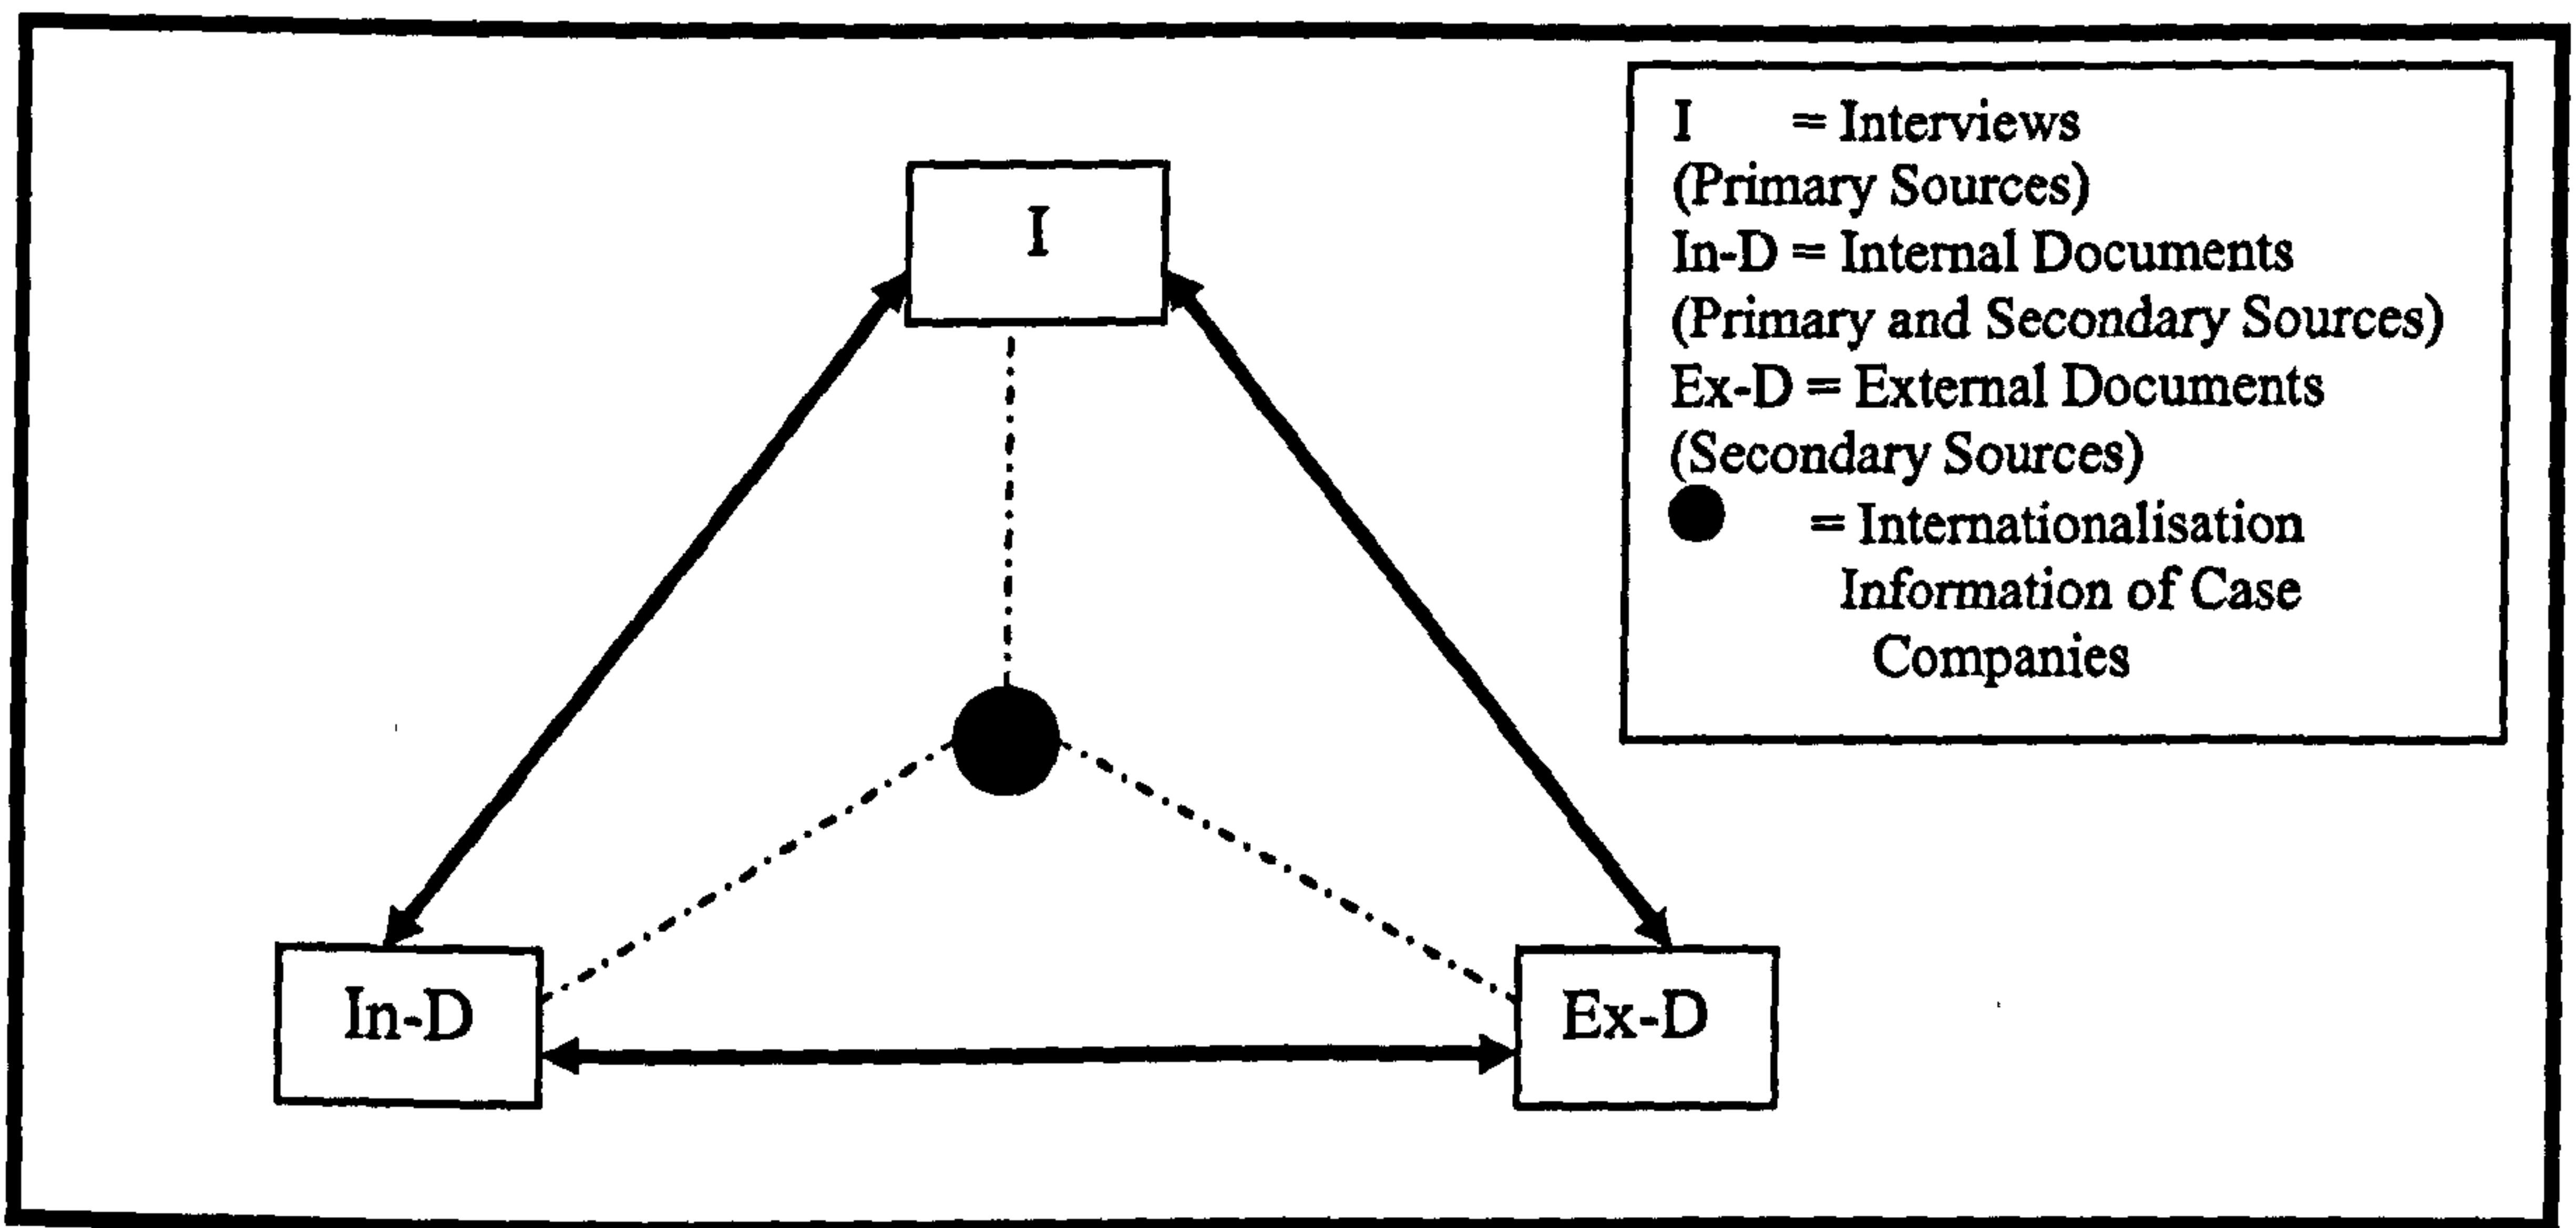 I
I = Interviews
(Primary Sources)
In-D = Internal Documents
(Primary and Secondary Sources)
Ex-D = External Documents
(Secondary Sources)
= Internationalisation
Information of Case
Companies
In-D
Ex-D